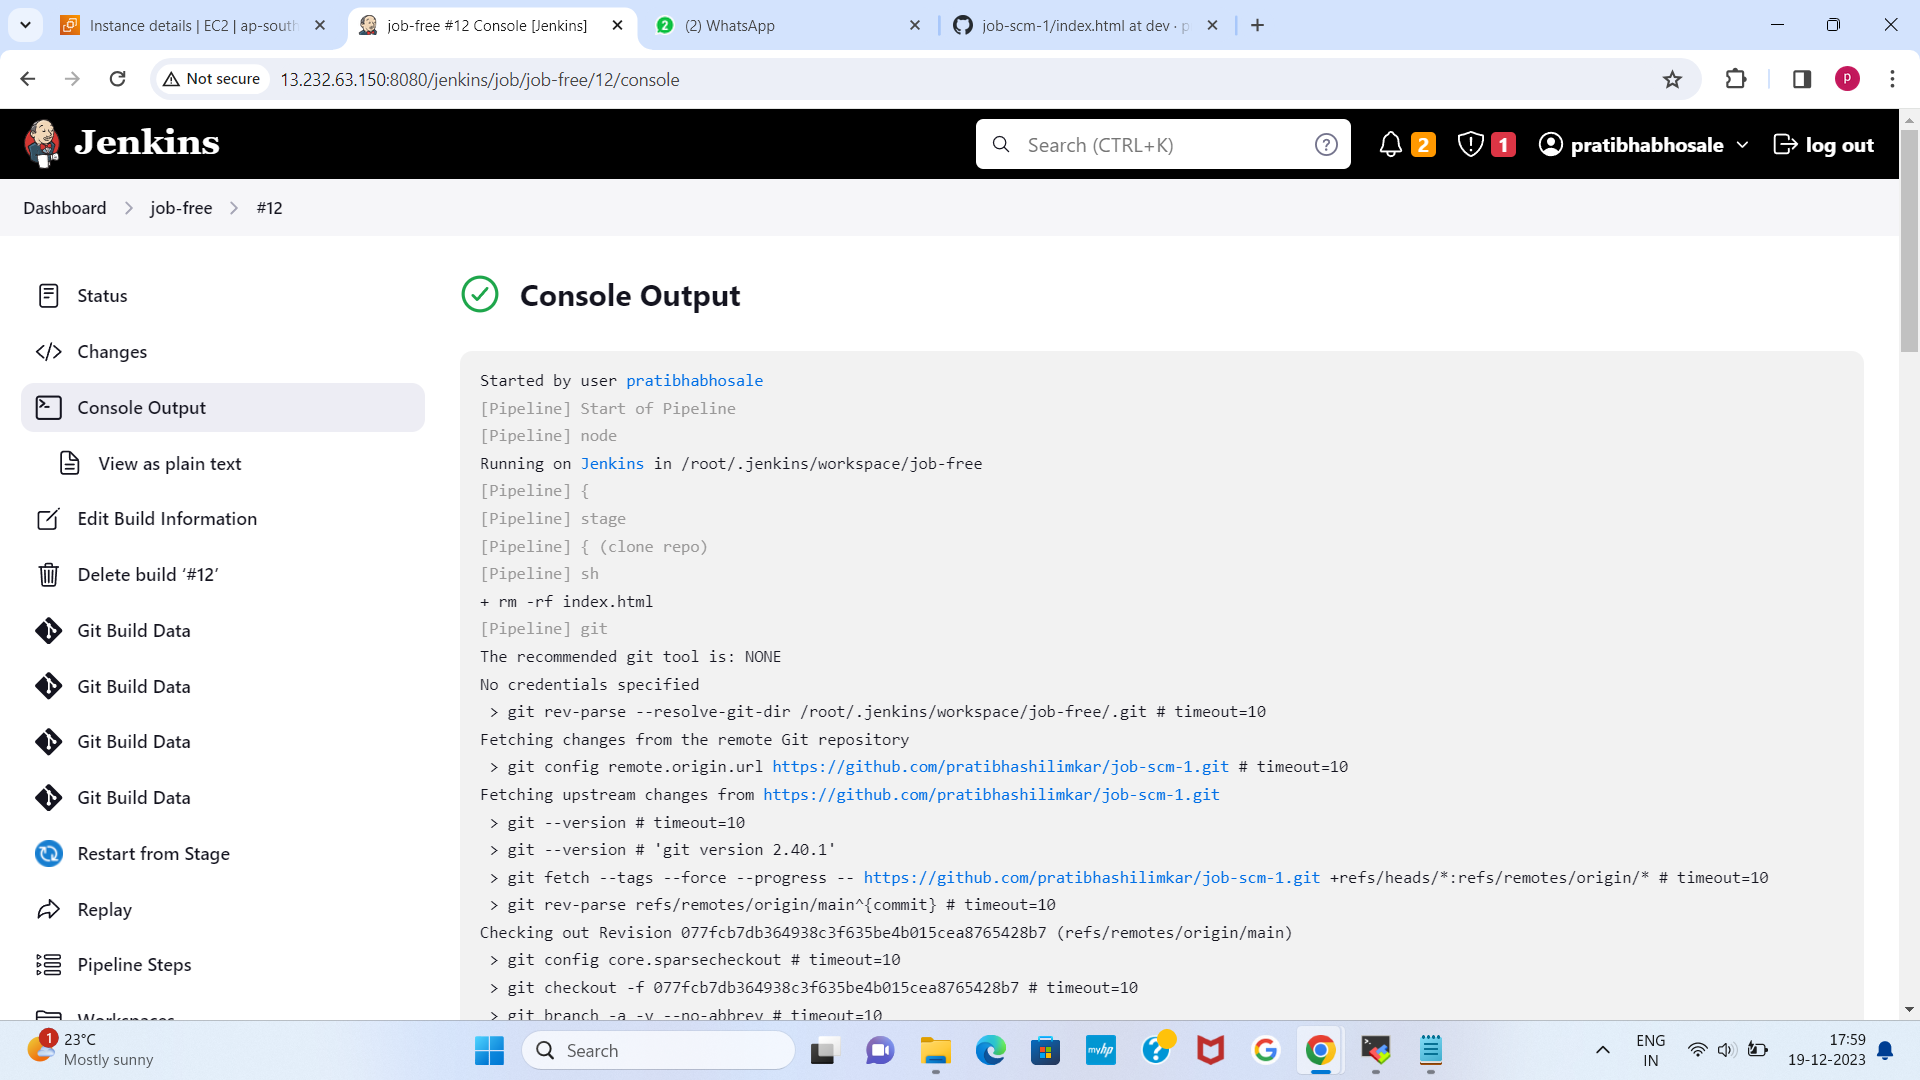 Instance details | EC2 | ap-south
job-free #12 Console [Jenkins]
2
(2) WhatsApp
job-scm-1/index.html at dev · p
Not secure
13.232.63.150:8080/jenkins/job/job-free/12/console
P
Jenkins
Search (CTRL+K)
2
1
pratibhabhosale
log out
Dashboard
job-free
#12
Status
Changes
Console Output
View as plain text
Edit Build Information
Delete build ‘#12’
Git Build Data
Git Build Data
Git Build Data
Git Build Data
Restart from Stage
Replay
Pipeline Steps
Workspaces
Console Output
Started by user pratibhabhosale
[Pipeline] Start of Pipeline
[Pipeline] node
Running on Jenkins in /root/.jenkins/workspace/job-free
[Pipeline] {
[Pipeline] stage
[Pipeline] { (clone repo)
[Pipeline] sh
+ rm -rf index.html
[Pipeline] git
The recommended git tool is: NONE
No credentials specified
> git rev-parse --resolve-git-dir /root/.jenkins/workspace/job-free/.git # timeout=10
Fetching changes from the remote Git repository
> git config remote.origin.url https://github.com/pratibhashilimkar/job-scm-1.git # timeout=10
Fetching upstream changes from https://github.com/pratibhashilimkar/job-scm-1.git
> git --version # timeout=10
> git --version # 'git version 2.40.1'
> git fetch --tags --force --progress -- https://github.com/pratibhashilimkar/job-scm-1.git +refs/heads/*:refs/remotes/origin/* # timeout=10
> git rev-parse refs/remotes/origin/main^{commit} # timeout=10
Checking out Revision 077fcb7db364938c3f635be4b015cea8765428b7 (refs/remotes/origin/main)
> git config core.sparsecheckout # timeout=10
> git checkout -f 077fcb7db364938c3f635be4b015cea8765428b7 # timeout=10
> git branch -a -v --no-abbrev # timeout=10
1
23°C
Mostly sunny
Search
myhp
ENG
IN
17:59
19-12-2023